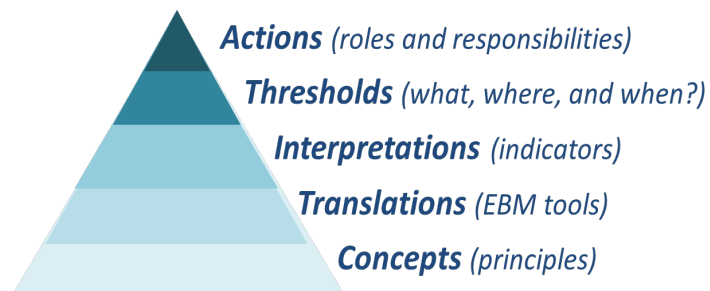 Actions (roles and responsibilities)
Thresholds (what, where, and when?)
Interpretations (indicators)
Translations (EBM tools)
Concepts (principles)